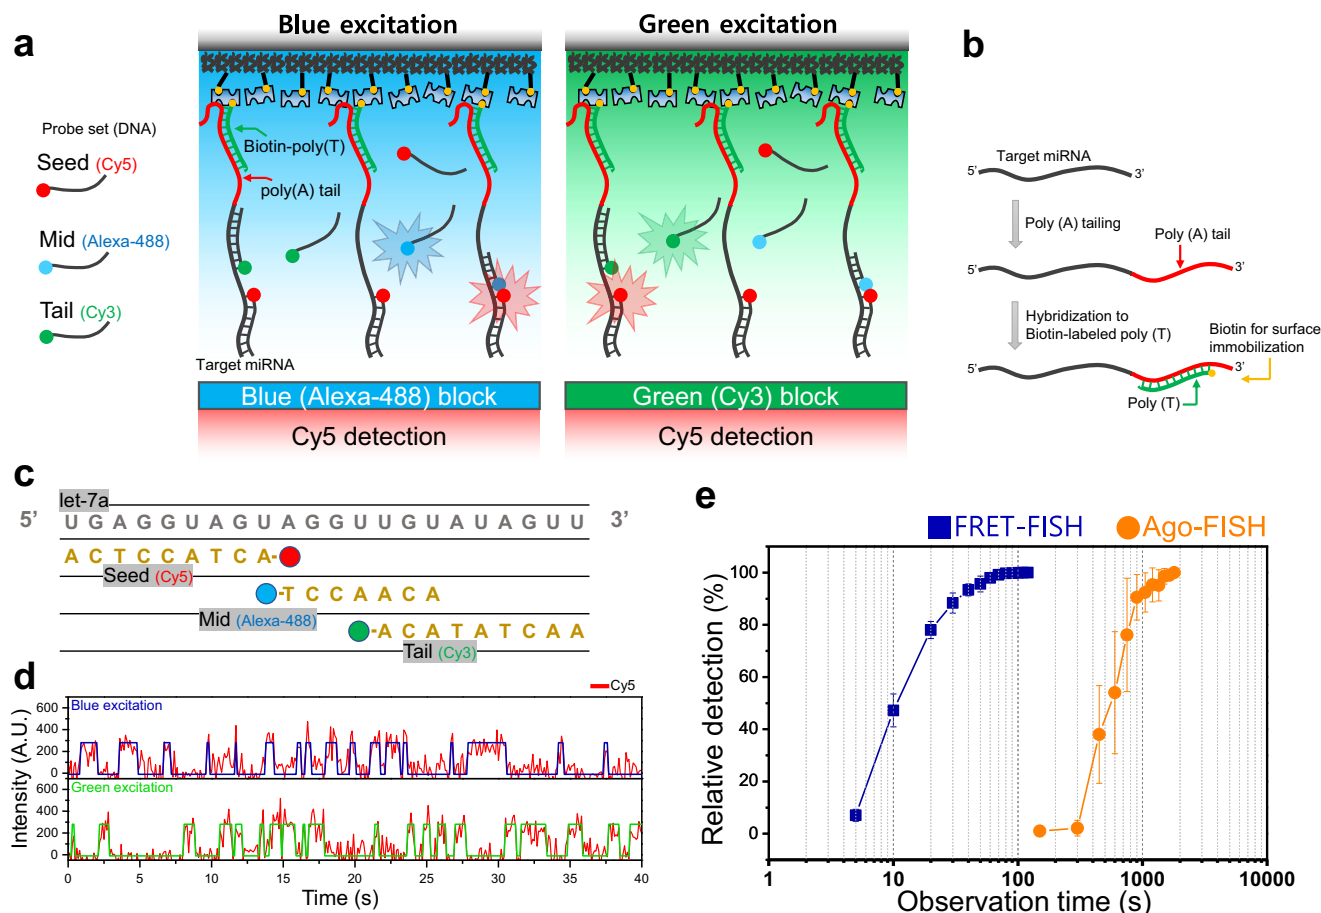 a
Blue excitation
Green excitation
b
Probe set (DNA)
Seed (Cy5)
Mid (Alexa-488)
Tail (Cy3)
Biotin-poly(T)
poly(A) tail
Target miRNA
Blue (Alexa-488) block
Green (Cy3) block
Cy5 detection
Cy5 detection
Target miRNA
5’ 3’
Poly (A) tailing
Poly (A) tail
5’ 3’
Hybridization to
Biotin-labeled poly (T)
Biotin for surface
immobilization
5’ 3’
Poly (T)
c
let-7a
5’ U G A G G U A G U A G G U U G U A U A G U U 3’
A C T C C A T C A-
Seed (Cy5)
-T C C A A C A
Mid (Alexa-488)
-A C A T A T C A A
Tail (Cy3)
d
Cy5
Blue excitation
600
400
200
0
Green excitation
600
400
200
0
Intensity (A.U.)
0 5 10 15 20 25 30 35 40
Time (s)
e
FRET-FISH
Ago-FISH
Relative detection (%)
100
80
60
40
20
0
1 10 100 1000 10000
Observation time (s)